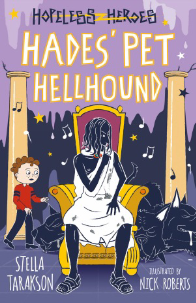 HOPELESS HEROES
HADES' PET
HELLHOUND
STELLA
TARAKSON
ILLUSTRATED BY
NICK ROBERTS